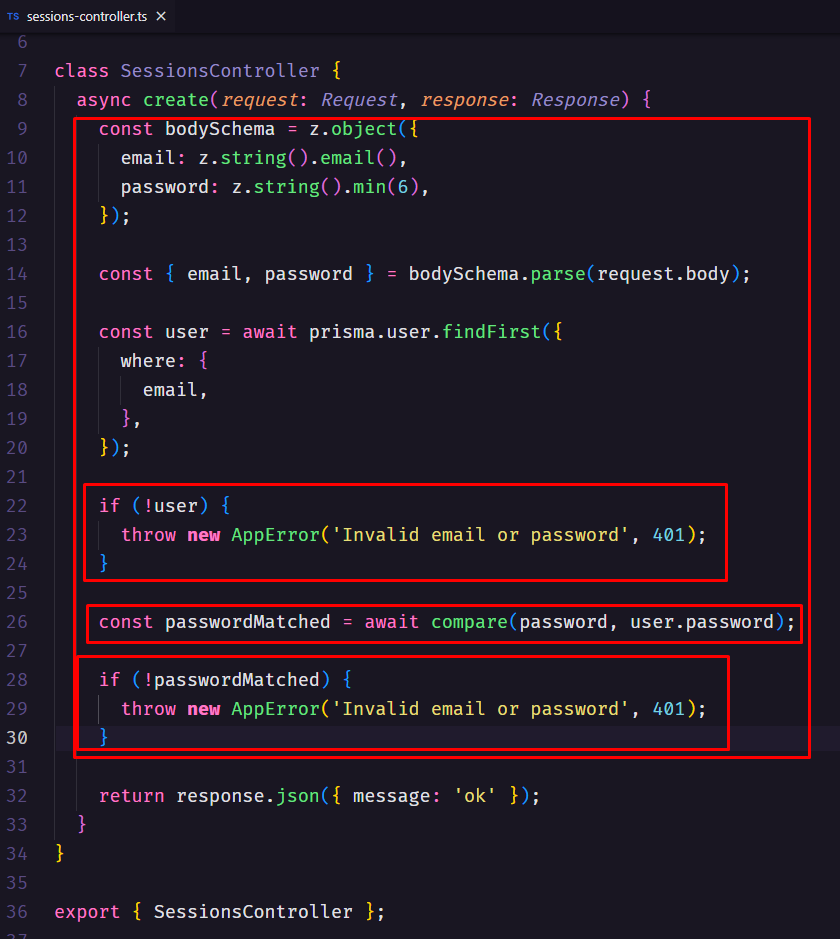 TS sessions-controller.ts ×
6
7 class SessionsController {
8 async create(request: Request, response: Response) {
9 const bodySchema = z.object({
10 email: z.string().email(),
11 password: z.string().min(6),
12 });
13
14 const { email, password } = bodySchema.parse(request.body);
15
16 const user = await prisma.user.findFirst({
17 where: {
18 email,
19 },
20 });
21
22 if (!user) {
23 throw new AppError('Invalid email or password', 401);
24 }
25
26 const passwordMatched = await compare(password, user.password);
27
28 if (!passwordMatched) {
29 throw new AppError('Invalid email or password', 401);
30 }
31
32 return response.json({ message: 'ok' });
33 }
34 }
35
36 export { SessionsController };
37